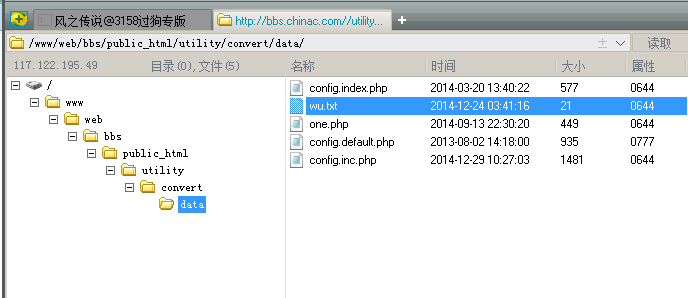 风之传说@3158过狗专版
http://bbs.chinac.com//utility...
/www/web/bbs/public_html/utility/convert/data/
读取
117.122.195.49 目录(0),文件(5) 名称 时间 大小 属性
/
www
web
bbs
public_html
utility
convert
data
config.index.php 2014-03-20 13:40:22 577 0644
wu.txt 2014-12-24 03:41:16 21 0644
one.php 2014-09-13 22:30:20 449 0644
config.default.php 2013-08-02 14:18:00 935 0777
config.inc.php 2014-12-29 10:27:03 1481 0644